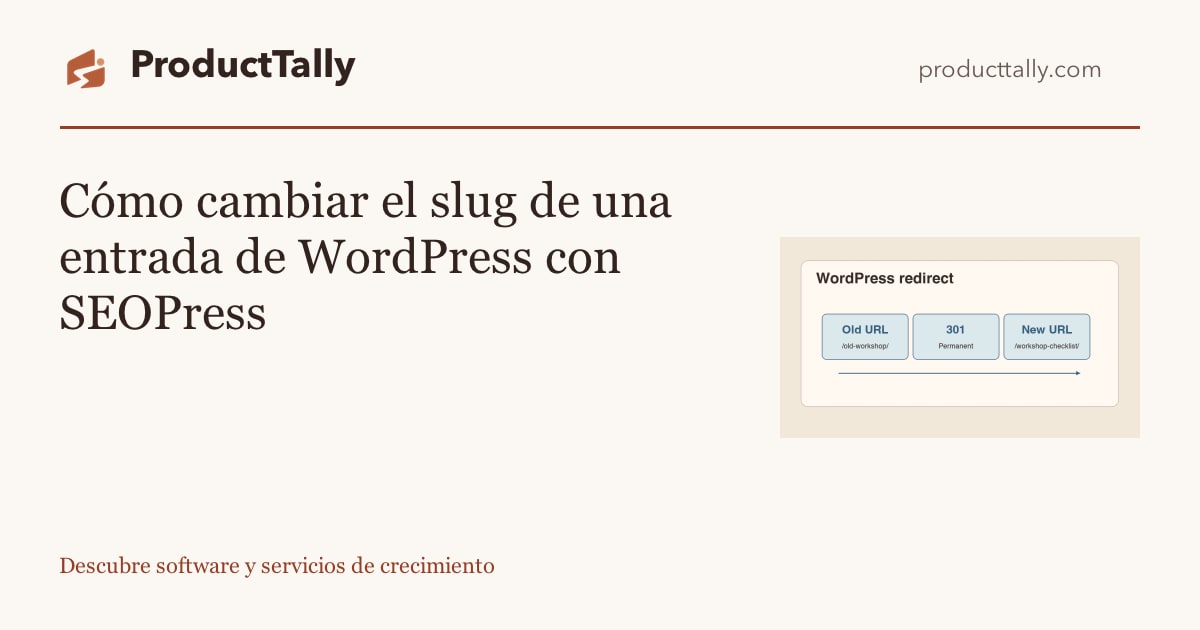 ProductTally
producttally.com
Cómo cambiar el slug de una
entrada de WordPress con
SEOPress
WordPress redirect
Old URL
/old-workshop/
301
Permanent
New URL
/workshop-checklist/
Descubre software y servicios de crecimiento